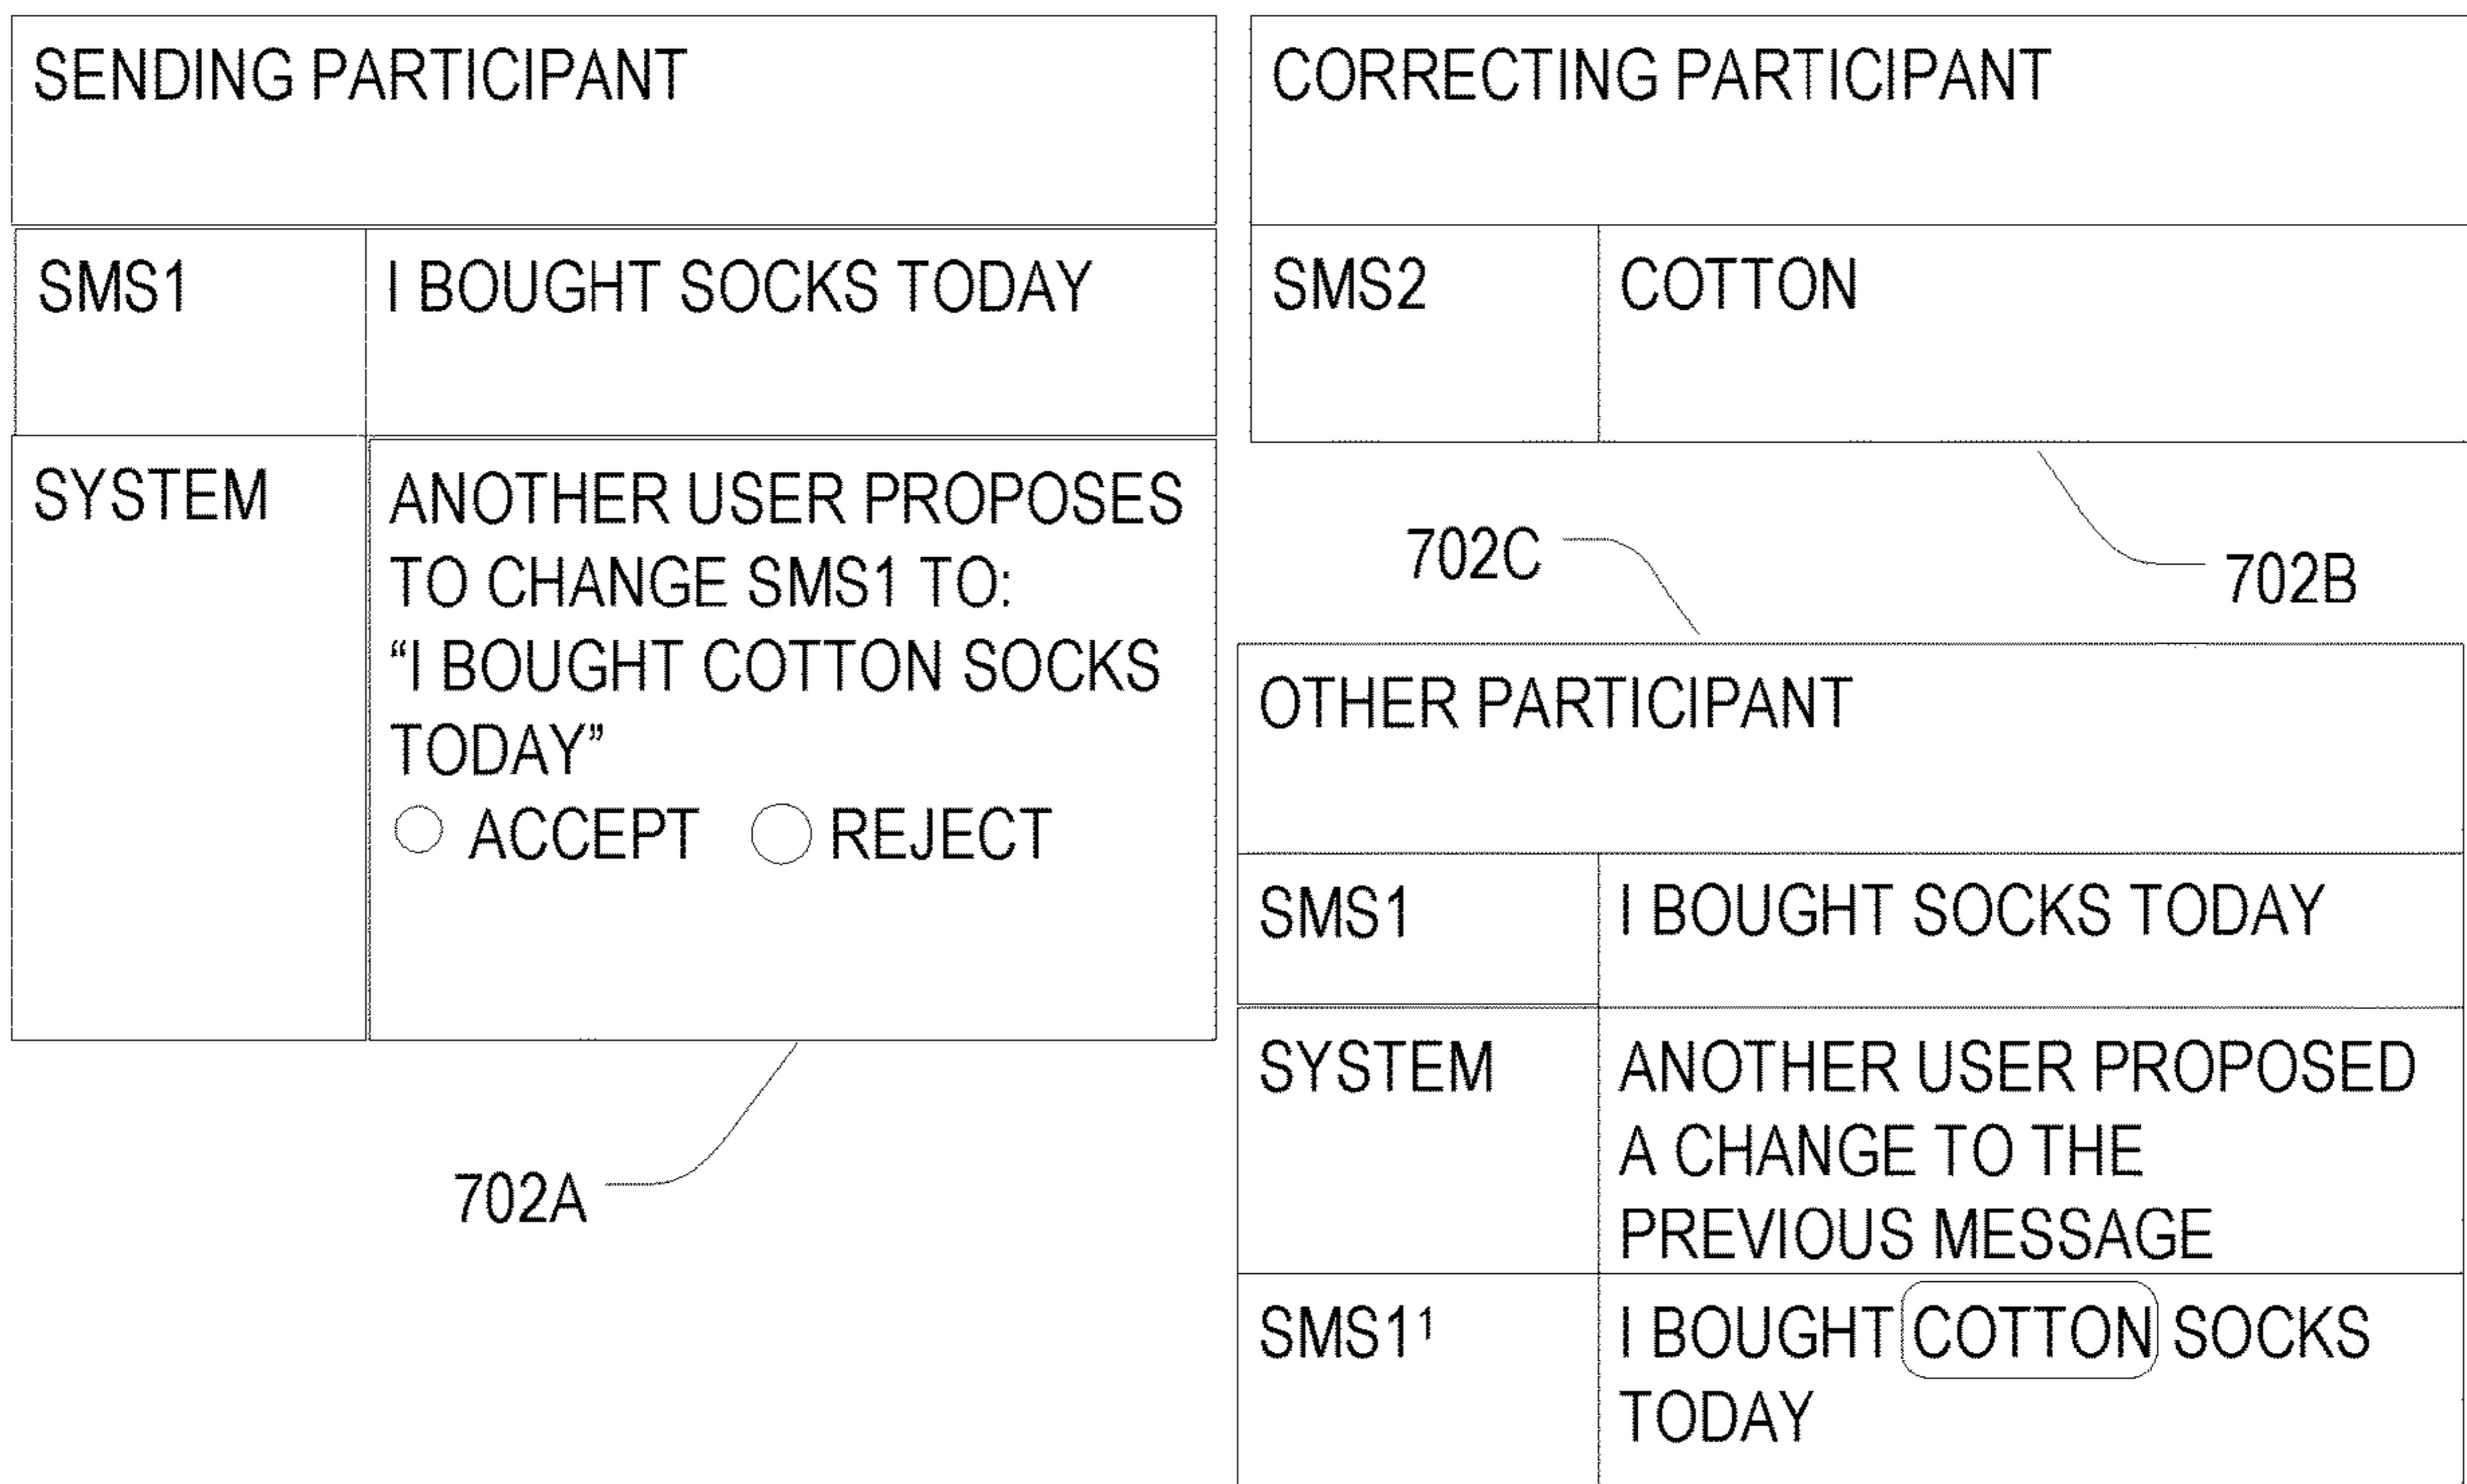 SENDING PARTICIPANT
SMS1 I BOUGHT SOCKS TODAY
SYSTEM ANOTHER USER PROPOSES
TO CHANGE SMS1 TO:
“I BOUGHT COTTON SOCKS
TODAY”
ACCEPT REJECT
702A
CORRECTING PARTICIPANT
SMS2 COTTON
702B
702C
OTHER PARTICIPANT
SMS1 I BOUGHT SOCKS TODAY
SYSTEM ANOTHER USER PROPOSED
A CHANGE TO THE
PREVIOUS MESSAGE
SMS1¹ I BOUGHT COTTON SOCKS
TODAY